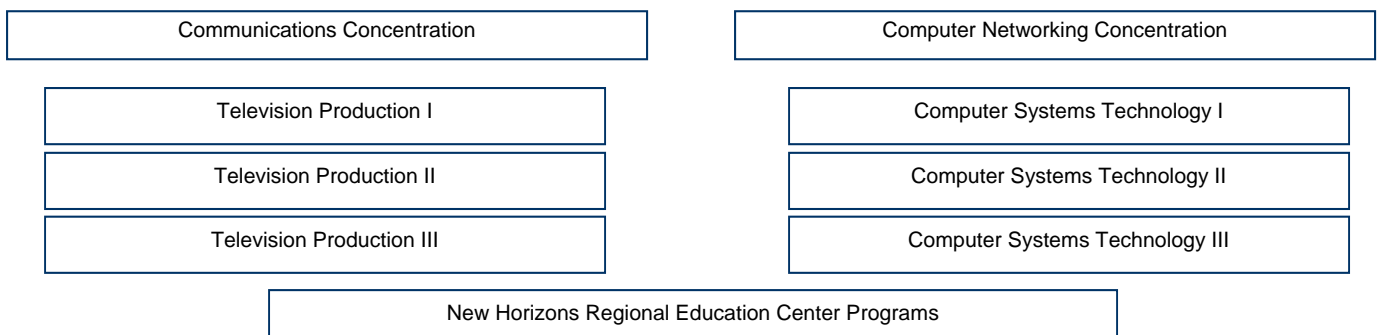 Communications Concentration
Television Production I
Television Production II
Television Production III
Computer Networking Concentration
Computer Systems Technology I
Computer Systems Technology II
Computer Systems Technology III
New Horizons Regional Education Center Programs